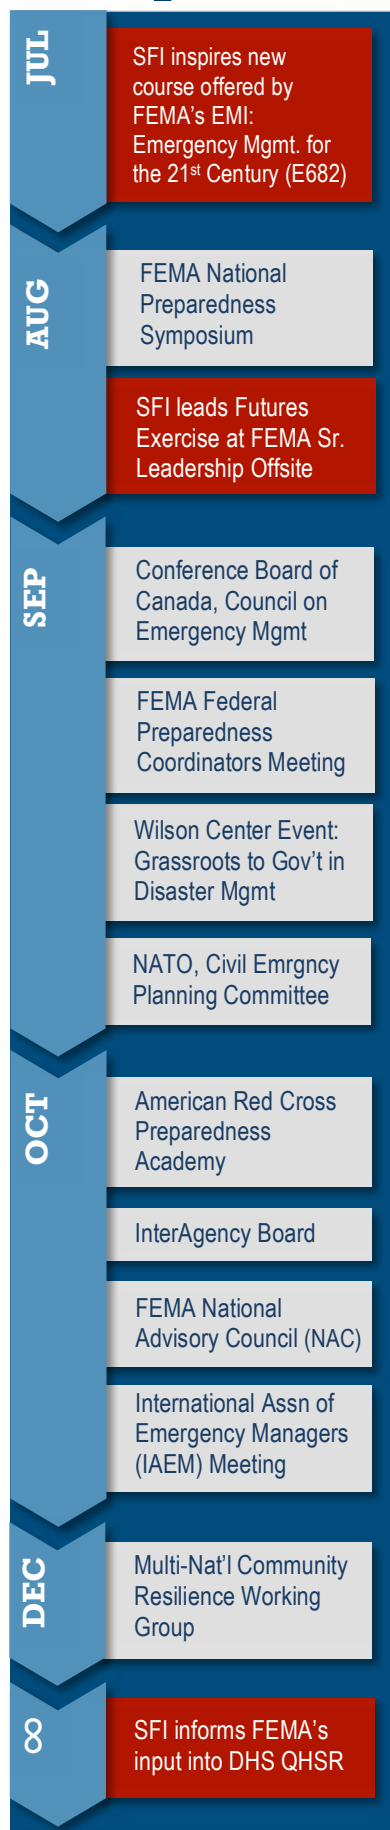 JUL
SFI inspires new
course offered by
FEMA's EMI:
Emergency Mgmt. for
the 21st Century (E682)
AUG
FEMA National
Preparedness
Symposium
SFI leads Futures
Exercise at FEMA Sr.
Leadership Offsite
SEP
Conference Board of
Canada, Council on
Emergency Mgmt
FEMA Federal
Preparedness
Coordinators Meeting
Wilson Center Event:
Grassroots to Gov't in
Disaster Mgmt
NATO, Civil Emrgncy
Planning Committee
OCT
American Red Cross
Preparedness
Academy
InterAgency Board
FEMA National
Advisory Council (NAC)
International Assn of
Emergency Managers
(IAEM) Meeting
DEC
Multi-Nat'l Community
Resilience Working
Group
∞
SFI informs FEMA's
input into DHS QHSR